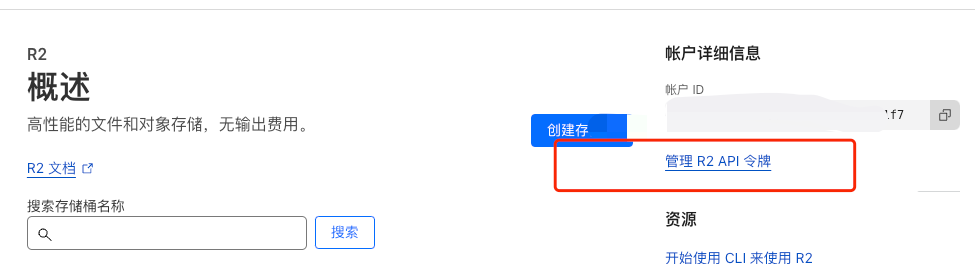 R2
概述
高性能的文件和对象存储，无输出费用。
R2 文档
搜索存储桶名称
搜索
创建存
帐户详细信息
帐户 ID
f7
管理 R2 API 令牌
资源
开始使用 CLI 来使用 R2